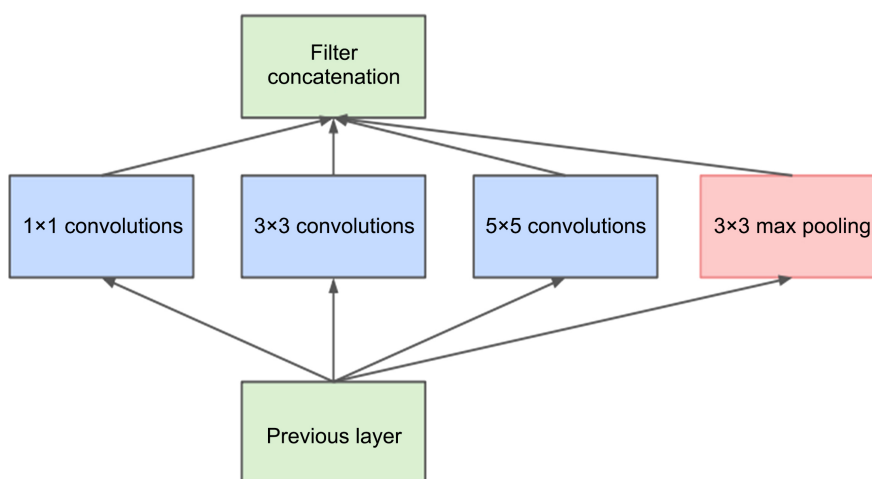 Filter
concatenation
1×1 convolutions
3×3 convolutions
5×5 convolutions
3×3 max pooling
Previous layer